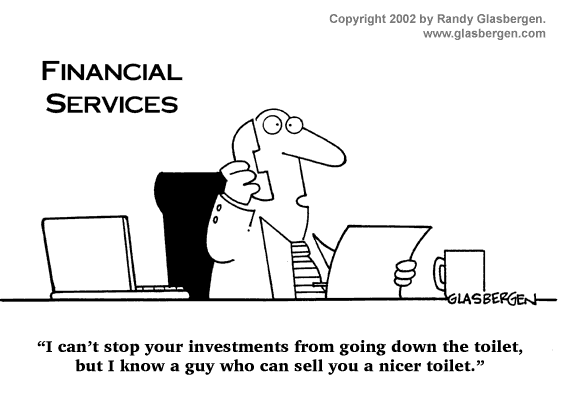 Copyright 2002 by Randy Glasbergen.
www.glasbergen.com
FINANCIAL
SERVICES
GLASBERGEN
“I can’t stop your investments from going down the toilet,
but I know a guy who can sell you a nicer toilet.”